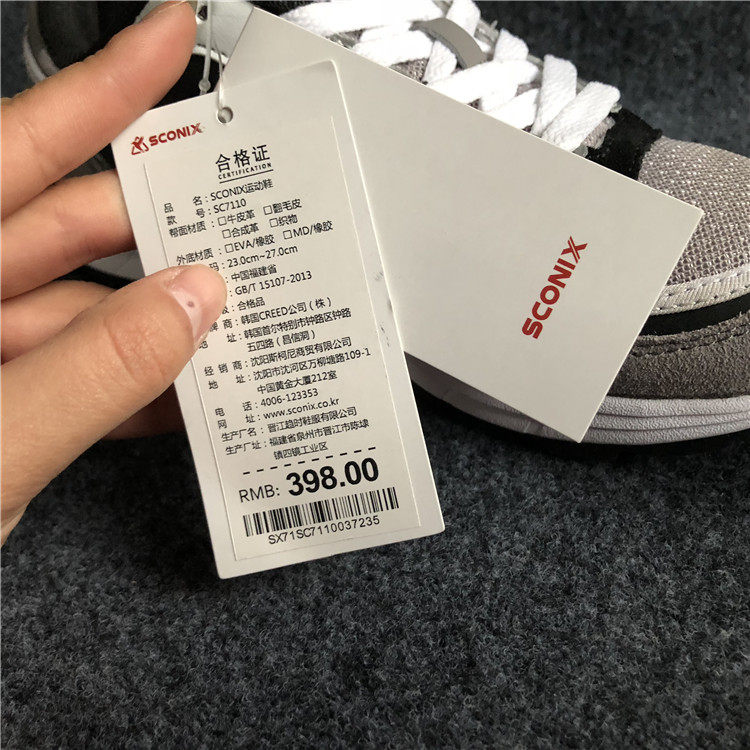 SCONIX
合格证
CERTIFICATION
品 名：SCONIX运动鞋
款 号：SC7110
帮面材质：□牛皮革 □翻毛皮
□合成革 □织物
外底材质：□EVA/橡胶 □MD/橡胶
码：23.0cm~27.0cm
：中国福建省
GB/T 15107-2013
：合格品
牌 商：韩国CREED公司（株）
地 址：韩国首尔特别市钟路区钟路
五四路（昌信洞）
经 销 商：沈阳斯柯尼商贸有限公司
地 址：沈阳市沈河区万柳塘路109-1
中国黄金大厦212室
电 话：4006-123353
网 址：www.sconix.co.kr
生产厂名：晋江趋时鞋服有限公司
生产厂址：福建省泉州市晋江市陈埭
镇四镇工业区
RMB: 398.00
SX71SC7110037235
SCONIX